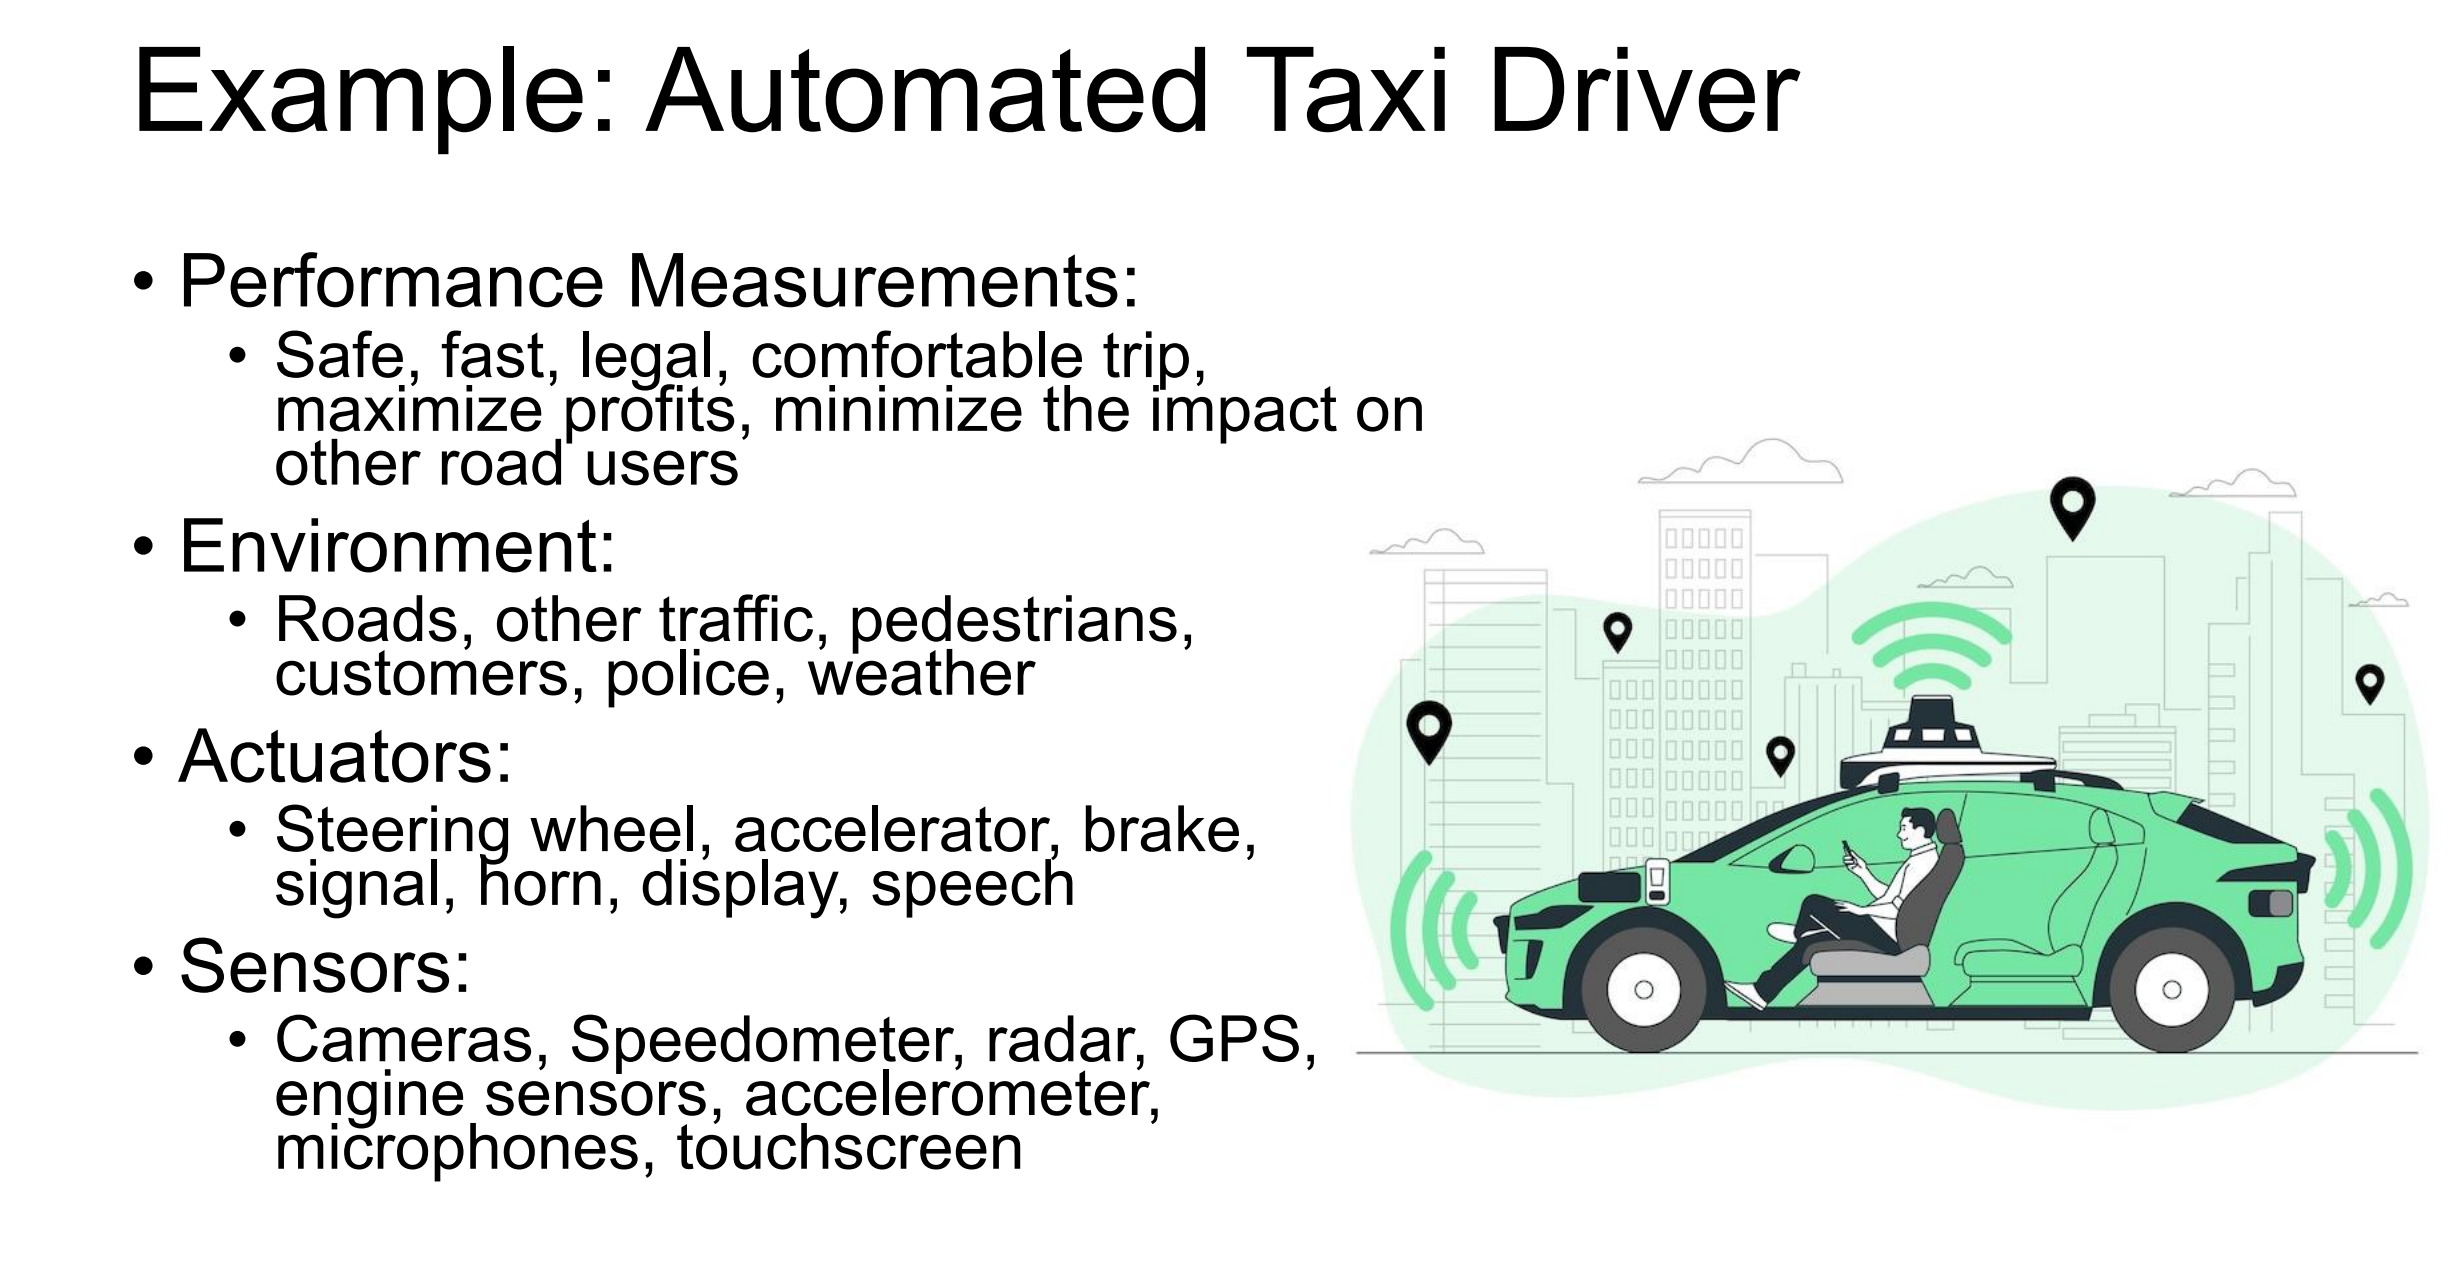 Example: Automated Taxi Driver
• Performance Measurements:
• Safe, fast, legal, comfortable trip,
maximize profits, minimize the impact on
other road users
• Environment:
• Roads, other traffic, pedestrians,
customers, police, weather
• Actuators:
• Steering wheel, accelerator, brake,
signal, horn, display, speech
• Sensors:
• Cameras, Speedometer, radar, GPS,
engine sensors, accelerometer,
microphones, touchscreen